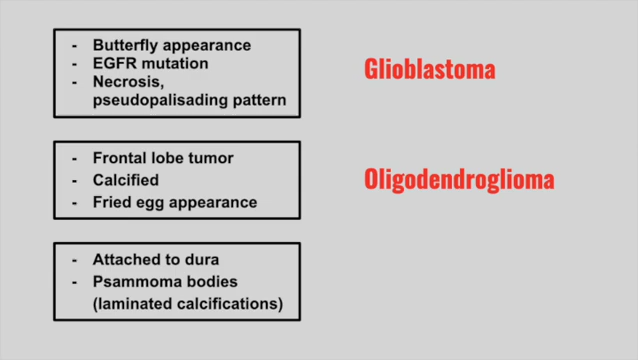 - Butterfly appearance
- EGFR mutation
- Necrosis,
pseudopalisading pattern
Glioblastoma
- Frontal lobe tumor
- Calcified
- Fried egg appearance
Oligodendroglioma
- Attached to dura
- Psammoma bodies
(laminated calcifications)